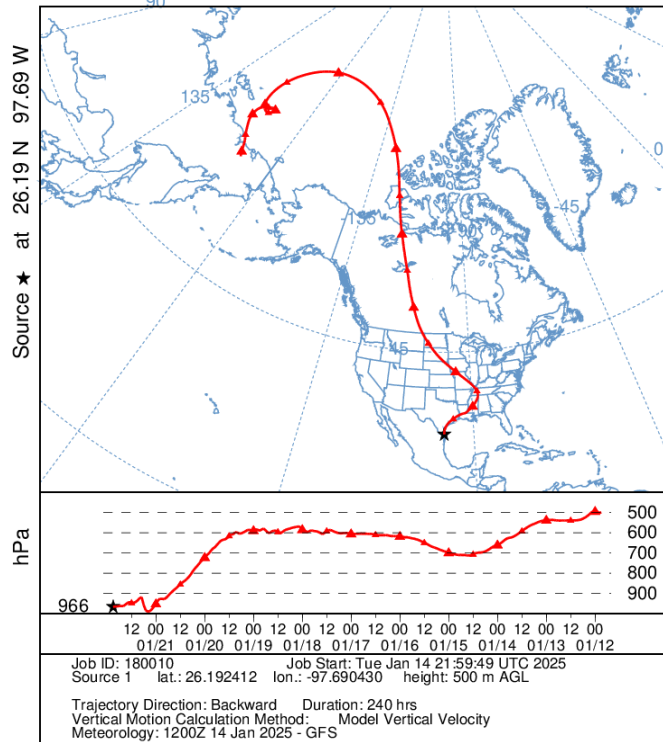 90
135
0
-45
-135
45
Source ★ at 26.19 N 97.69 W
hPa
500
600
700
800
900
966
12 00 12 00 12 00 12 00 12 00 12 00 12 00 12 00 12 00 12 00
01/21 01/20 01/19 01/18 01/17 01/16 01/15 01/14 01/13 01/12
Job ID: 180010 Job Start: Tue Jan 14 21:59:49 UTC 2025
Source 1 lat.: 26.192412 lon.: -97.690430 height: 500 m AGL
Trajectory Direction: Backward Duration: 240 hrs
Vertical Motion Calculation Method: Model Vertical Velocity
Meteorology: 1200Z 14 Jan 2025 - GFS